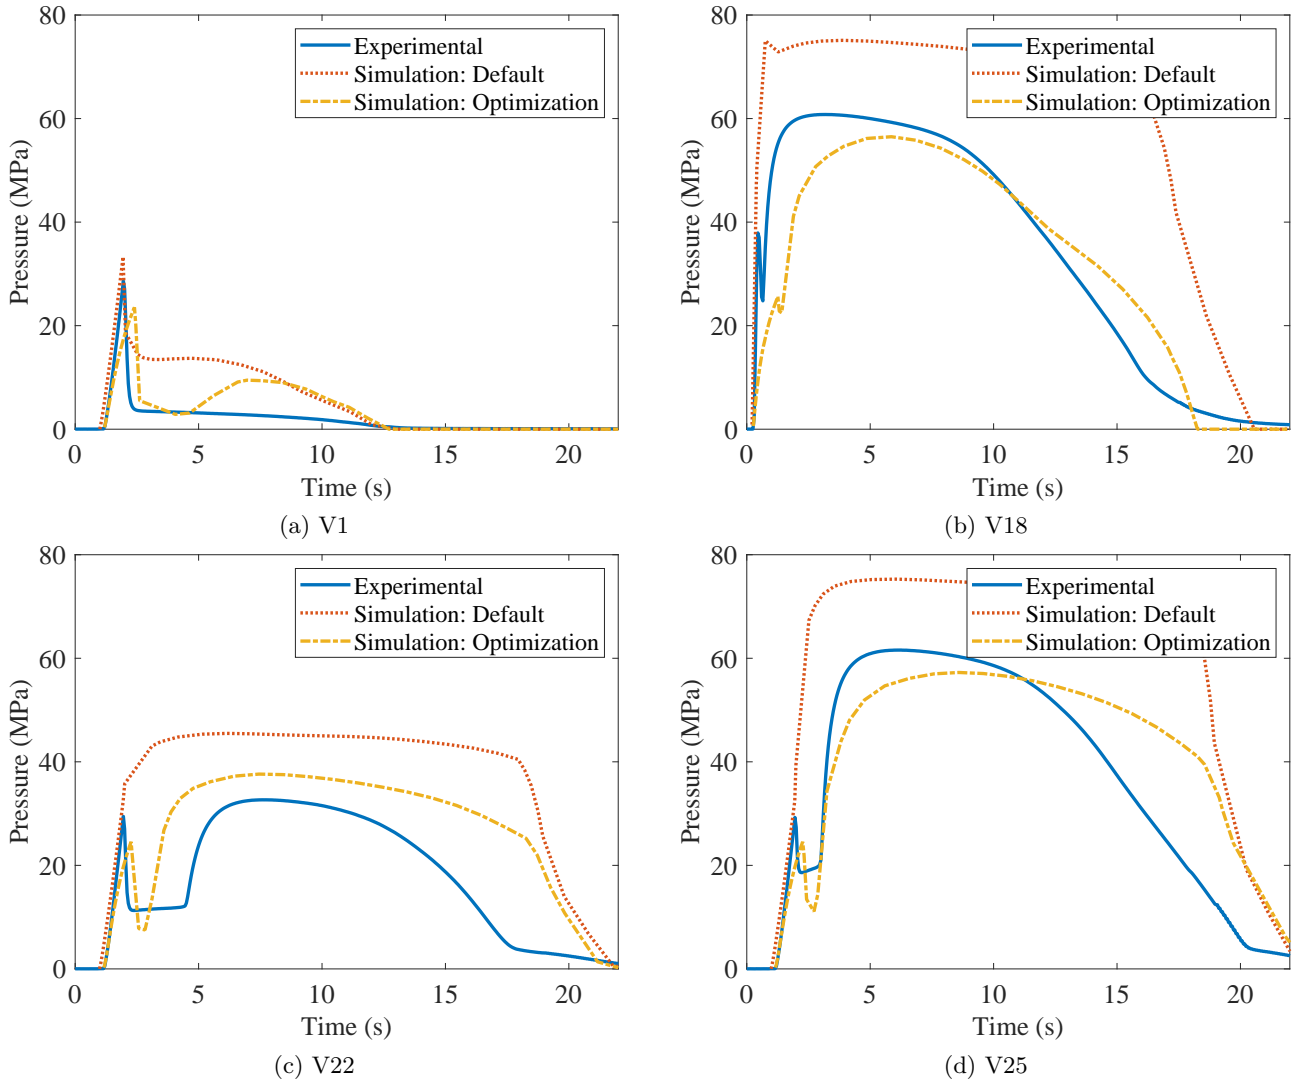 80
60
40
20
0
Pressure (MPa)
Experimental
Simulation: Default
Simulation: Optimization
0 5 10 15 20
Time (s)
(a) V1
80
60
40
20
0
Pressure (MPa)
Experimental
Simulation: Default
Simulation: Optimization
0 5 10 15 20
Time (s)
(b) V18
80
60
40
20
0
Pressure (MPa)
Experimental
Simulation: Default
Simulation: Optimization
0 5 10 15 20
Time (s)
(c) V22
80
60
40
20
0
Pressure (MPa)
Experimental
Simulation: Default
Simulation: Optimization
0 5 10 15 20
Time (s)
(d) V25